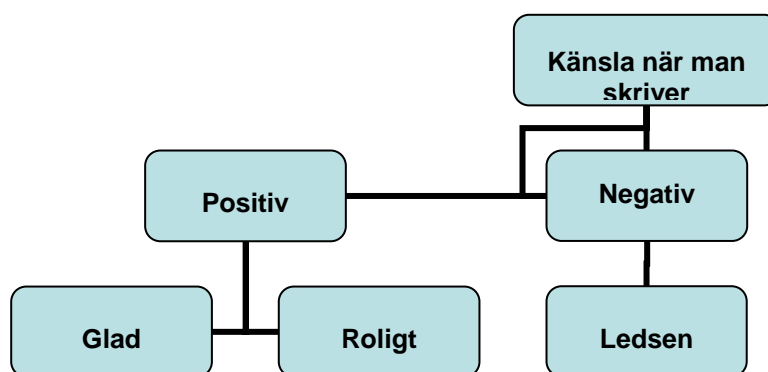 Känsla när man
skriver
Positiv
Negativ
Glad
Roligt
Ledsen